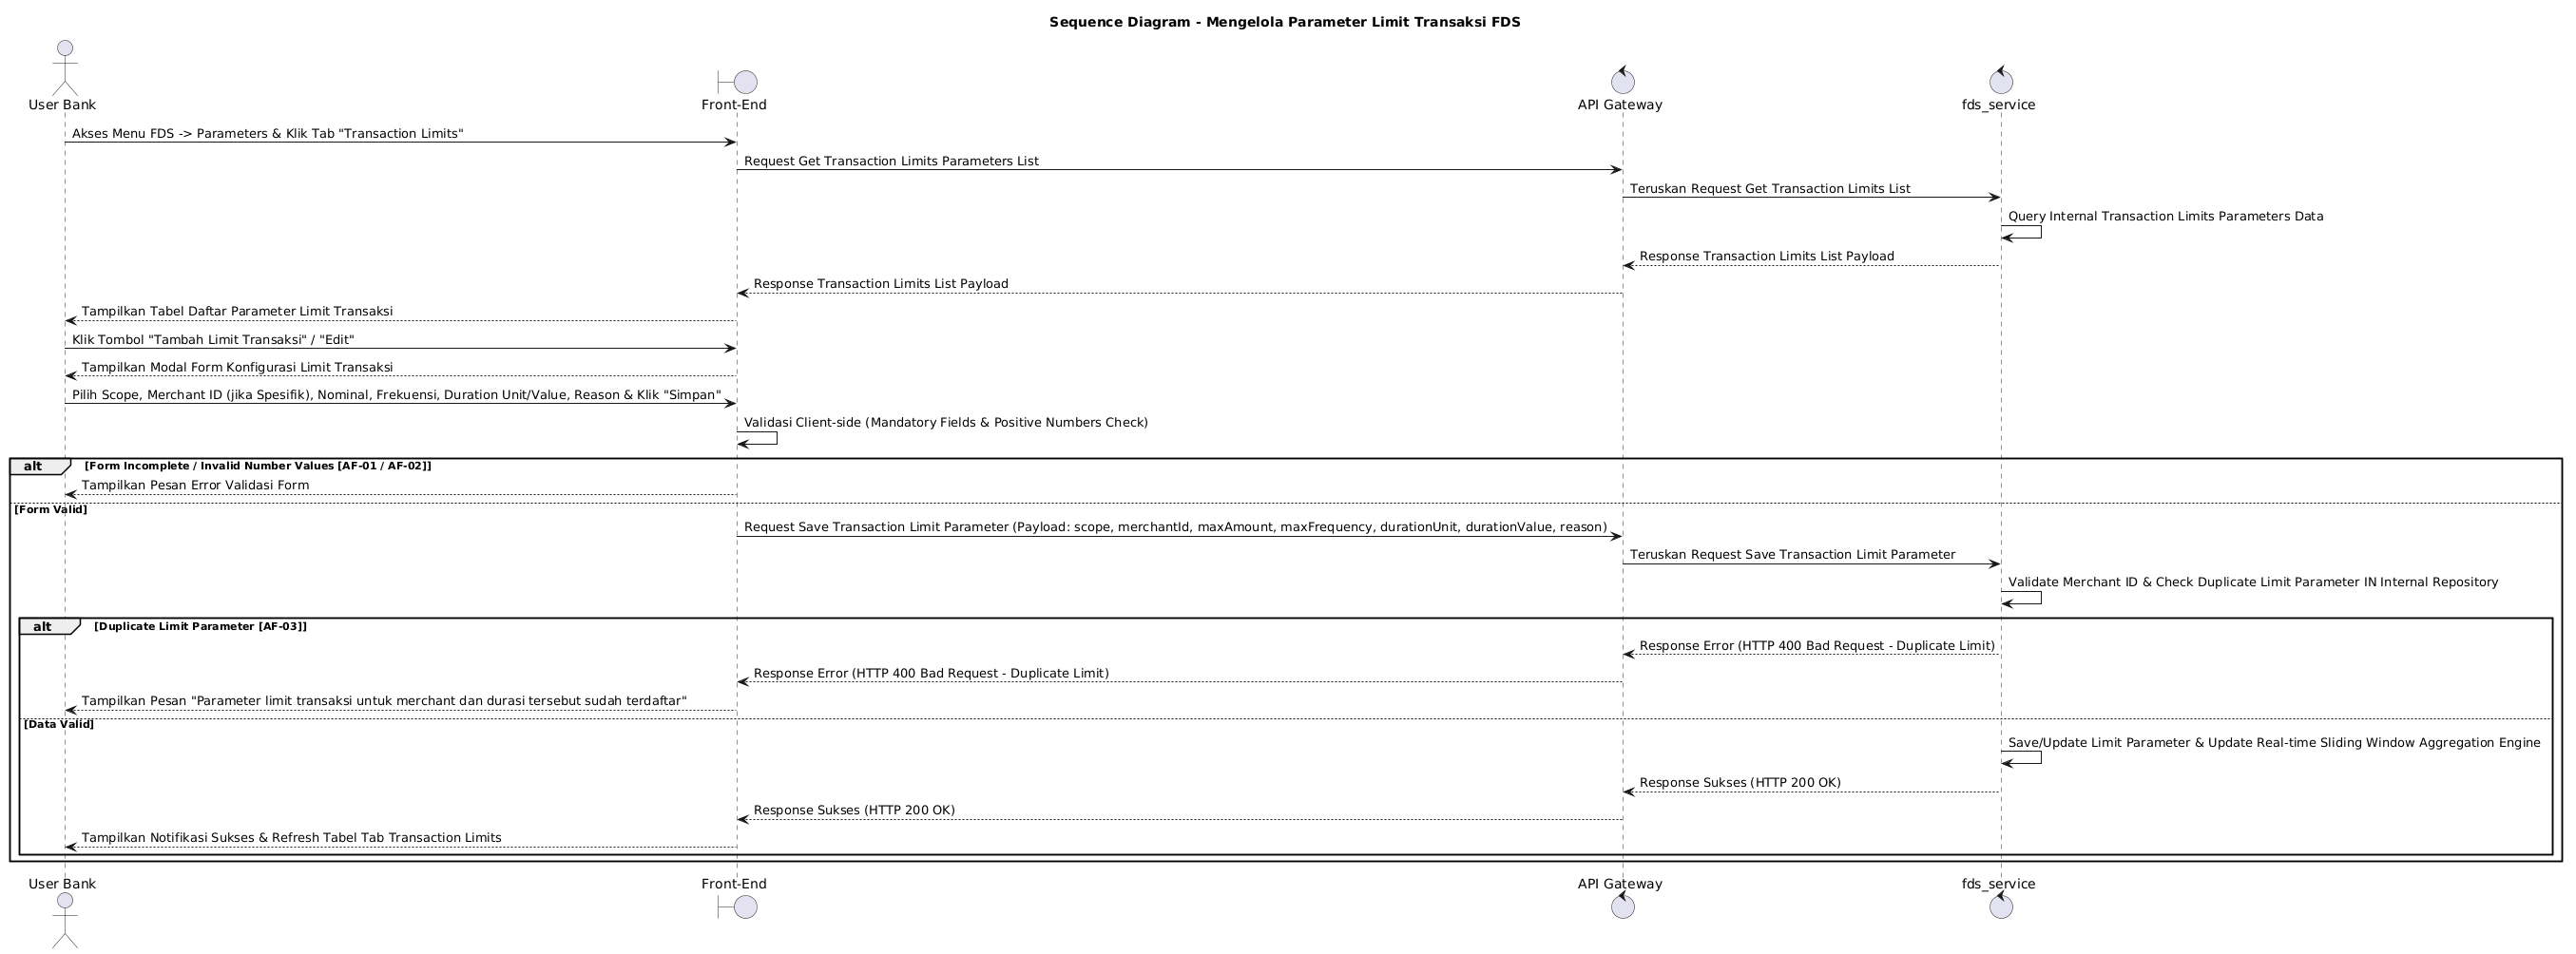 Sequence Diagram - Mengelola Parameter Limit Transaksi FDS
User Bank
Front-End
API Gateway
fds_service
Akses Menu FDS -> Parameters & Klik Tab "Transaction Limits"
Request Get Transaction Limits Parameters List
Teruskan Request Get Transaction Limits List
Query Internal Transaction Limits Parameters Data
Response Transaction Limits List Payload
Response Transaction Limits List Payload
Tampilkan Tabel Daftar Parameter Limit Transaksi
Klik Tombol "Tambah Limit Transaksi" / "Edit"
Tampilkan Modal Form Konfigurasi Limit Transaksi
Pilih Scope, Merchant ID (jika Spesifik), Nominal, Frekuensi, Duration Unit/Value, Reason & Klik "Simpan"
Validasi Client-side (Mandatory Fields & Positive Numbers Check)
alt [Form Incomplete / Invalid Number Values [AF-01 / AF-02]]
Tampilkan Pesan Error Validasi Form
[Form Valid]
Request Save Transaction Limit Parameter (Payload: scope, merchantId, maxAmount, maxFrequency, durationUnit, durationValue, reason)
Teruskan Request Save Transaction Limit Parameter
Validate Merchant ID & Check Duplicate Limit Parameter IN Internal Repository
alt [Duplicate Limit Parameter [AF-03]]
Response Error (HTTP 400 Bad Request - Duplicate Limit)
Response Error (HTTP 400 Bad Request - Duplicate Limit)
Tampilkan Pesan "Parameter limit transaksi untuk merchant dan durasi tersebut sudah terdaftar"
[Data Valid]
Save/Update Limit Parameter & Update Real-time Sliding Window Aggregation Engine
Response Sukses (HTTP 200 OK)
Response Sukses (HTTP 200 OK)
Tampilkan Notifikasi Sukses & Refresh Tabel Tab Transaction Limits
User Bank
Front-End
API Gateway
fds_service